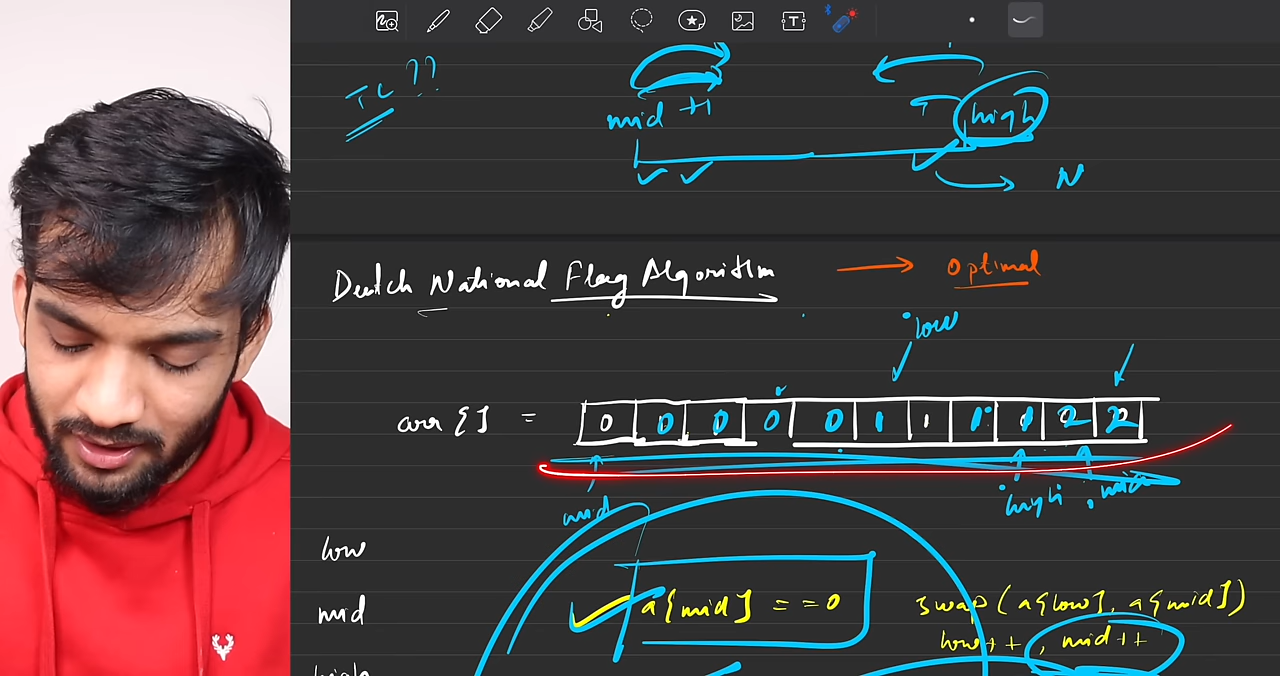 TC ??
mid +1 high
N
Dutch National Flag Algorithm → Optimal
low
arr [] = 0 0 0 0 0 1 1 1 1 2 2
mid high mid
low
a[mid] == 0 swap (a[low], a[mid])
mid low++, mid++
high